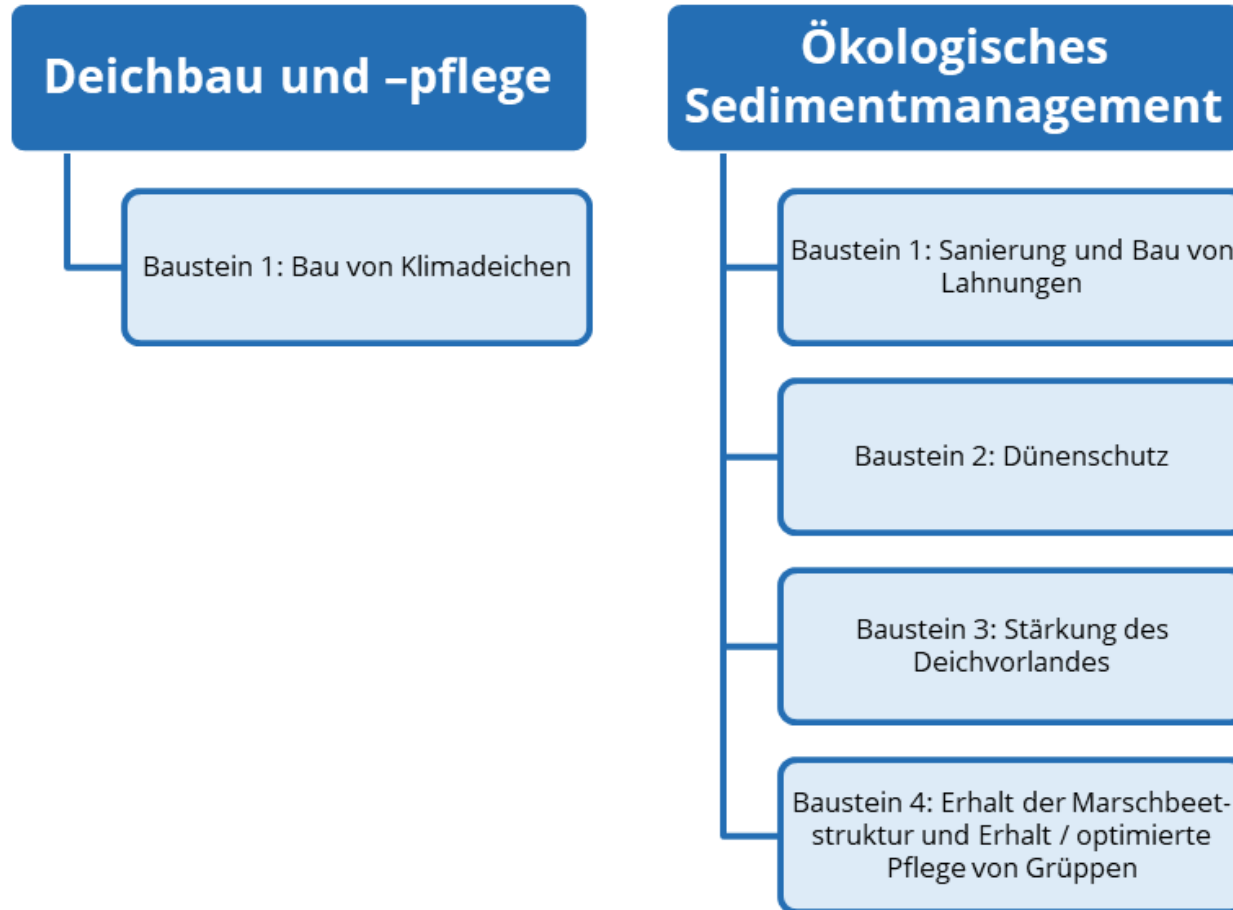 Deichbau und –pflege
Baustein 1: Bau von Klimadeichen
Ökologisches
Sedimentmanagement
Baustein 1: Sanierung und Bau von
Lahnungen
Baustein 2: Dünenschutz
Baustein 3: Stärkung des
Deichvorlandes
Baustein 4: Erhalt der Marschbeet-
struktur und Erhalt / optimierte
Pflege von Grüppen